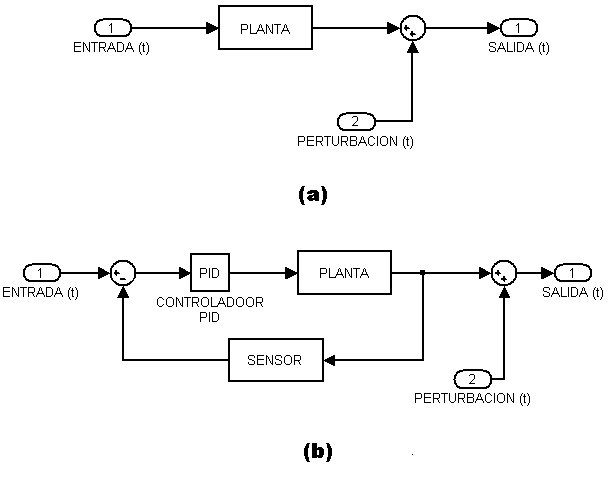 1
PLANTA
1
ENTRADA (t)
SALIDA (t)
2
PERTURBACION (t)
(a)
1
PID
PLANTA
1
ENTRADA (t)
CONTROLADOOR
PID
SALIDA (t)
SENSOR
2
PERTURBACION (t)
(b)